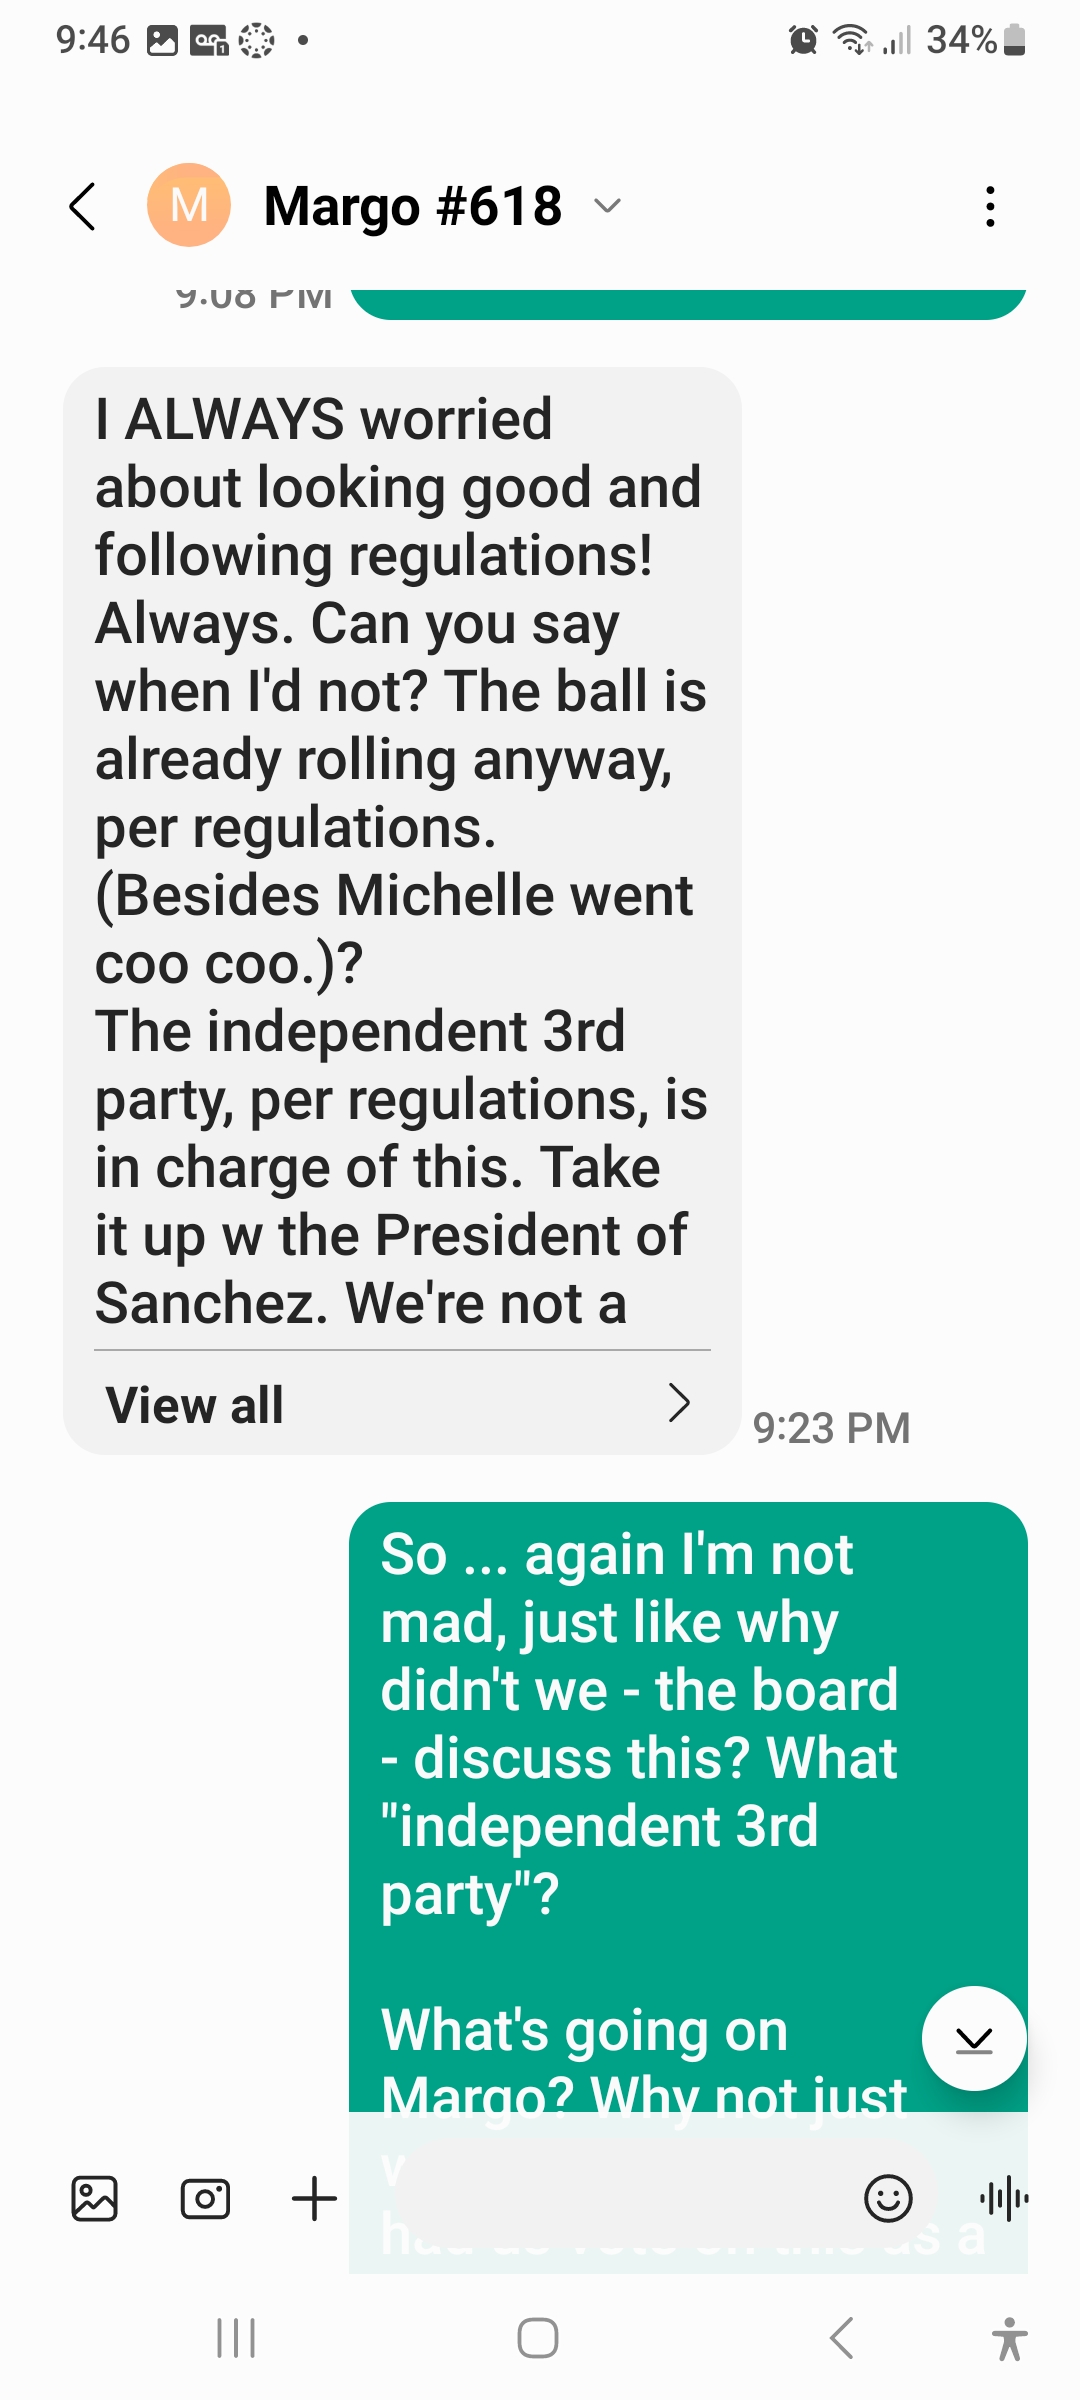 9:46
34%
M
Margo #618
9:08 PM
I ALWAYS worried
about looking good and
following regulations!
Always. Can you say
when I'd not? The ball is
already rolling anyway,
per regulations.
(Besides Michelle went
coo coo.)?
The independent 3rd
party, per regulations, is
in charge of this. Take
it up w the President of
Sanchez. We're not a
View all
9:23 PM
So ... again I'm not
mad, just like why
didn't we - the board
- discuss this? What
"independent 3rd
party"?
What's going on
Margo? Why not just
as a